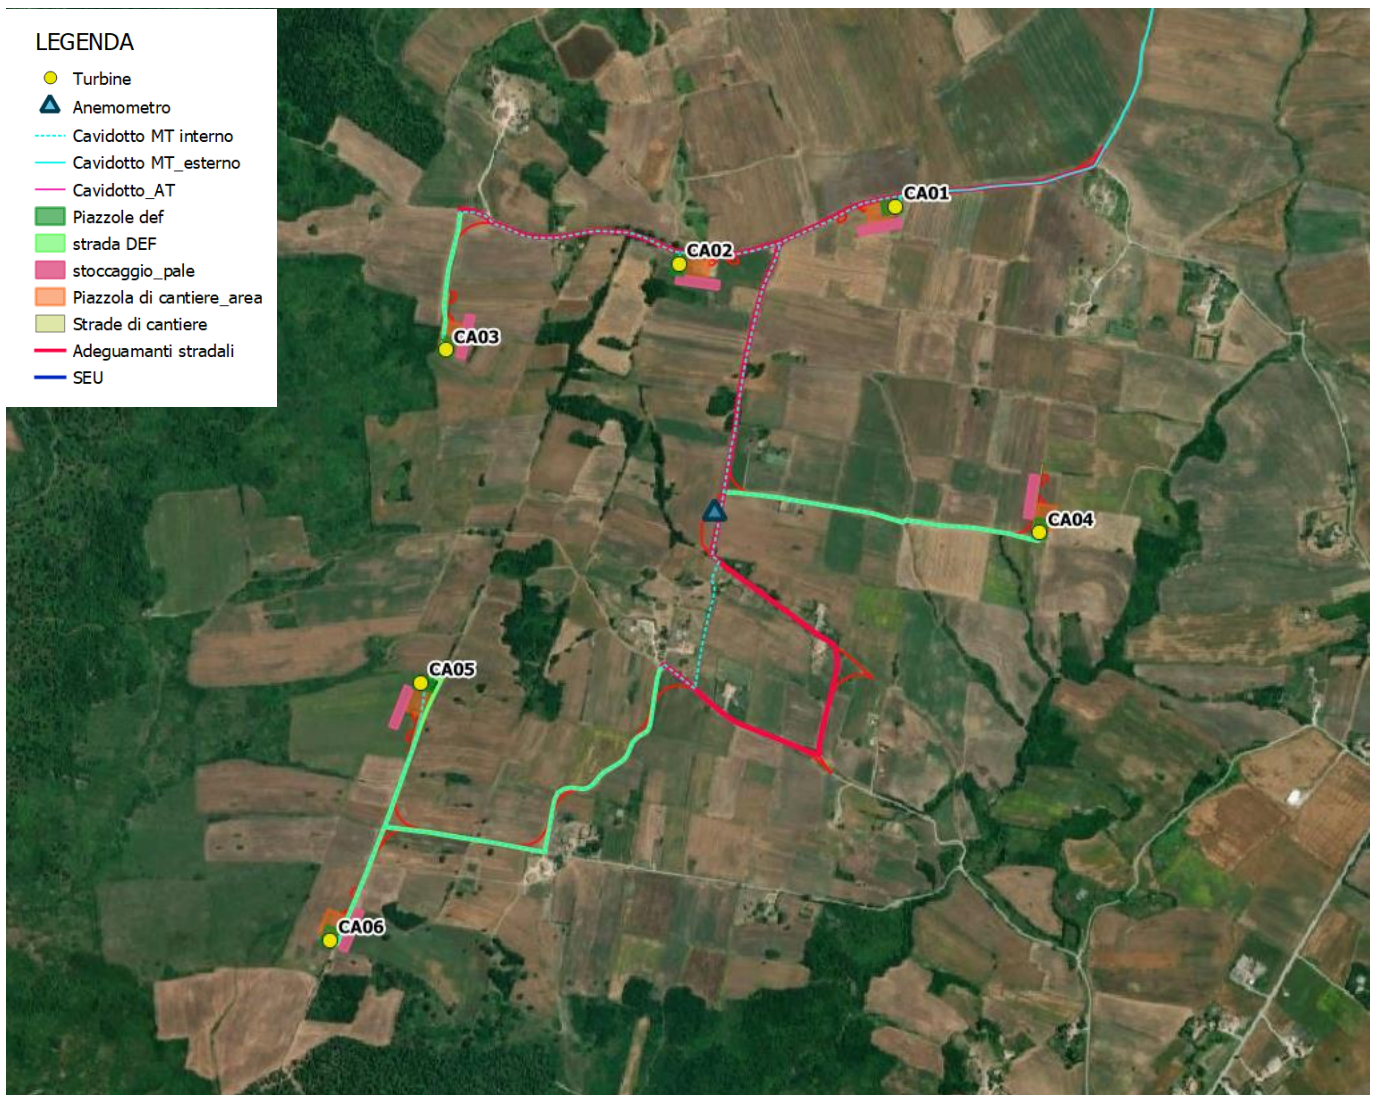 LEGENDA
Turbine
Anemometro
Cavidotto MT interno
Cavidotto MT_esterno
Cavidotto_AT
Piazzole def
strada DEF
stoccaggio_pale
Piazzola di cantiere_area
Strade di cantiere
Adeguamanti stradali
SEU
CA01
CA02
CA03
CA04
CA05
CA06